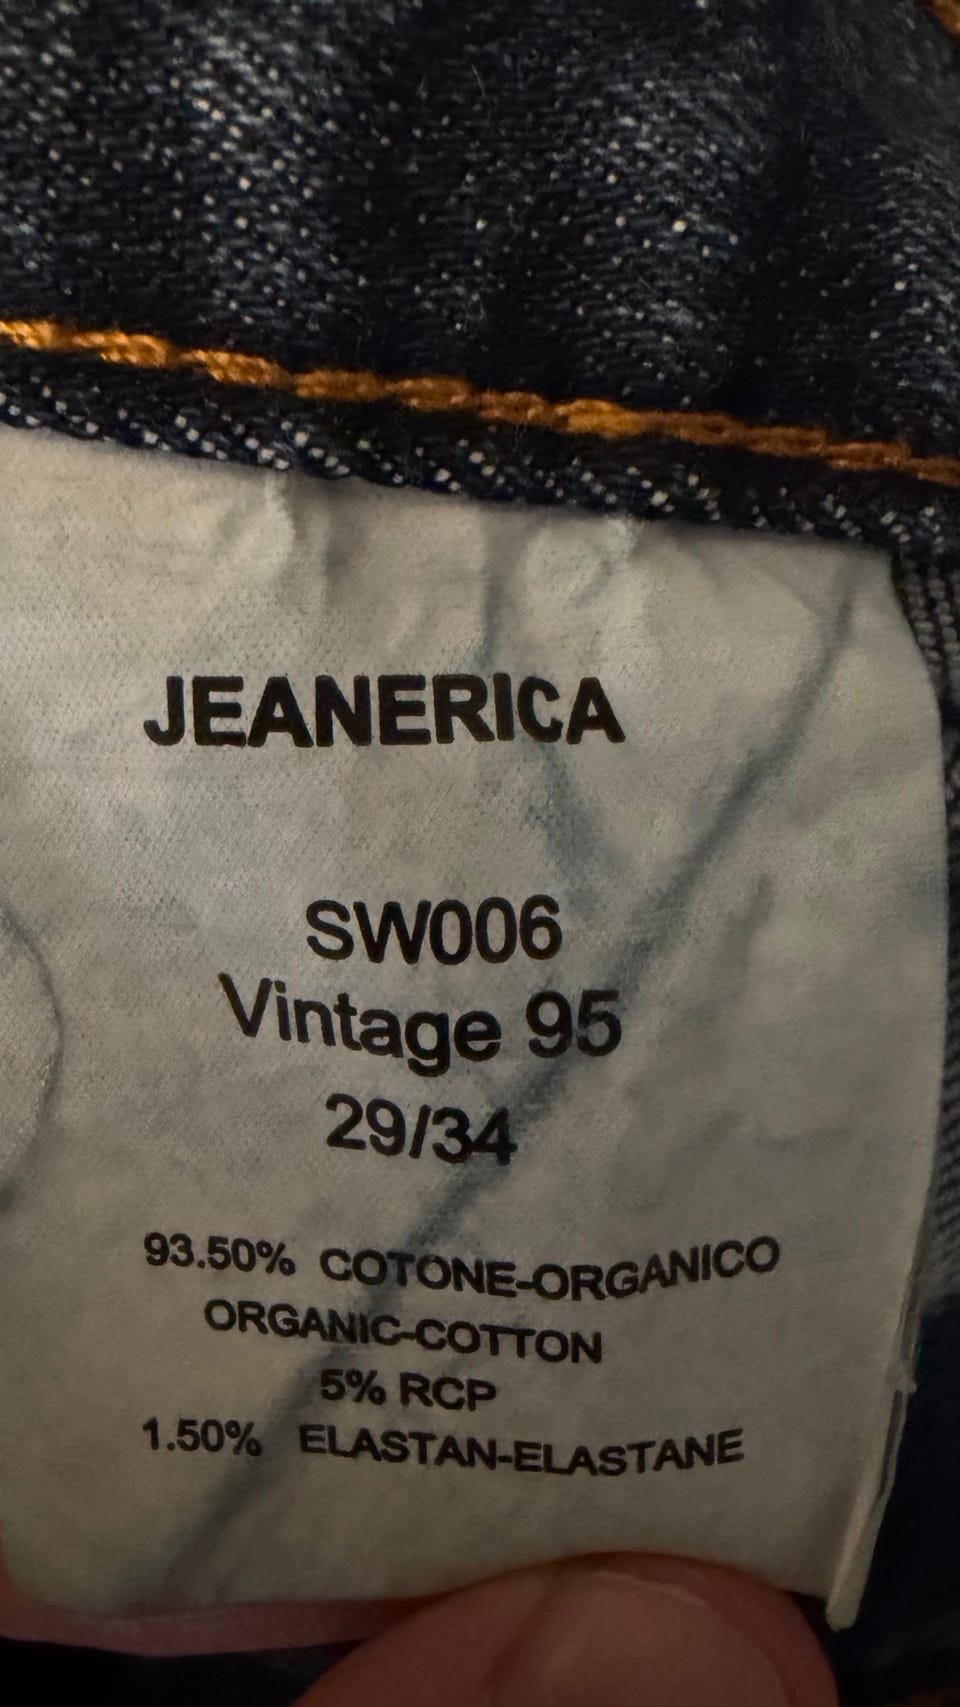 JEANERICA
SW006
Vintage 95
29/34
93.50% COTONE-ORGANICO
ORGANIC-COTTON
5% RCP
1.50% ELASTAN-ELASTANE